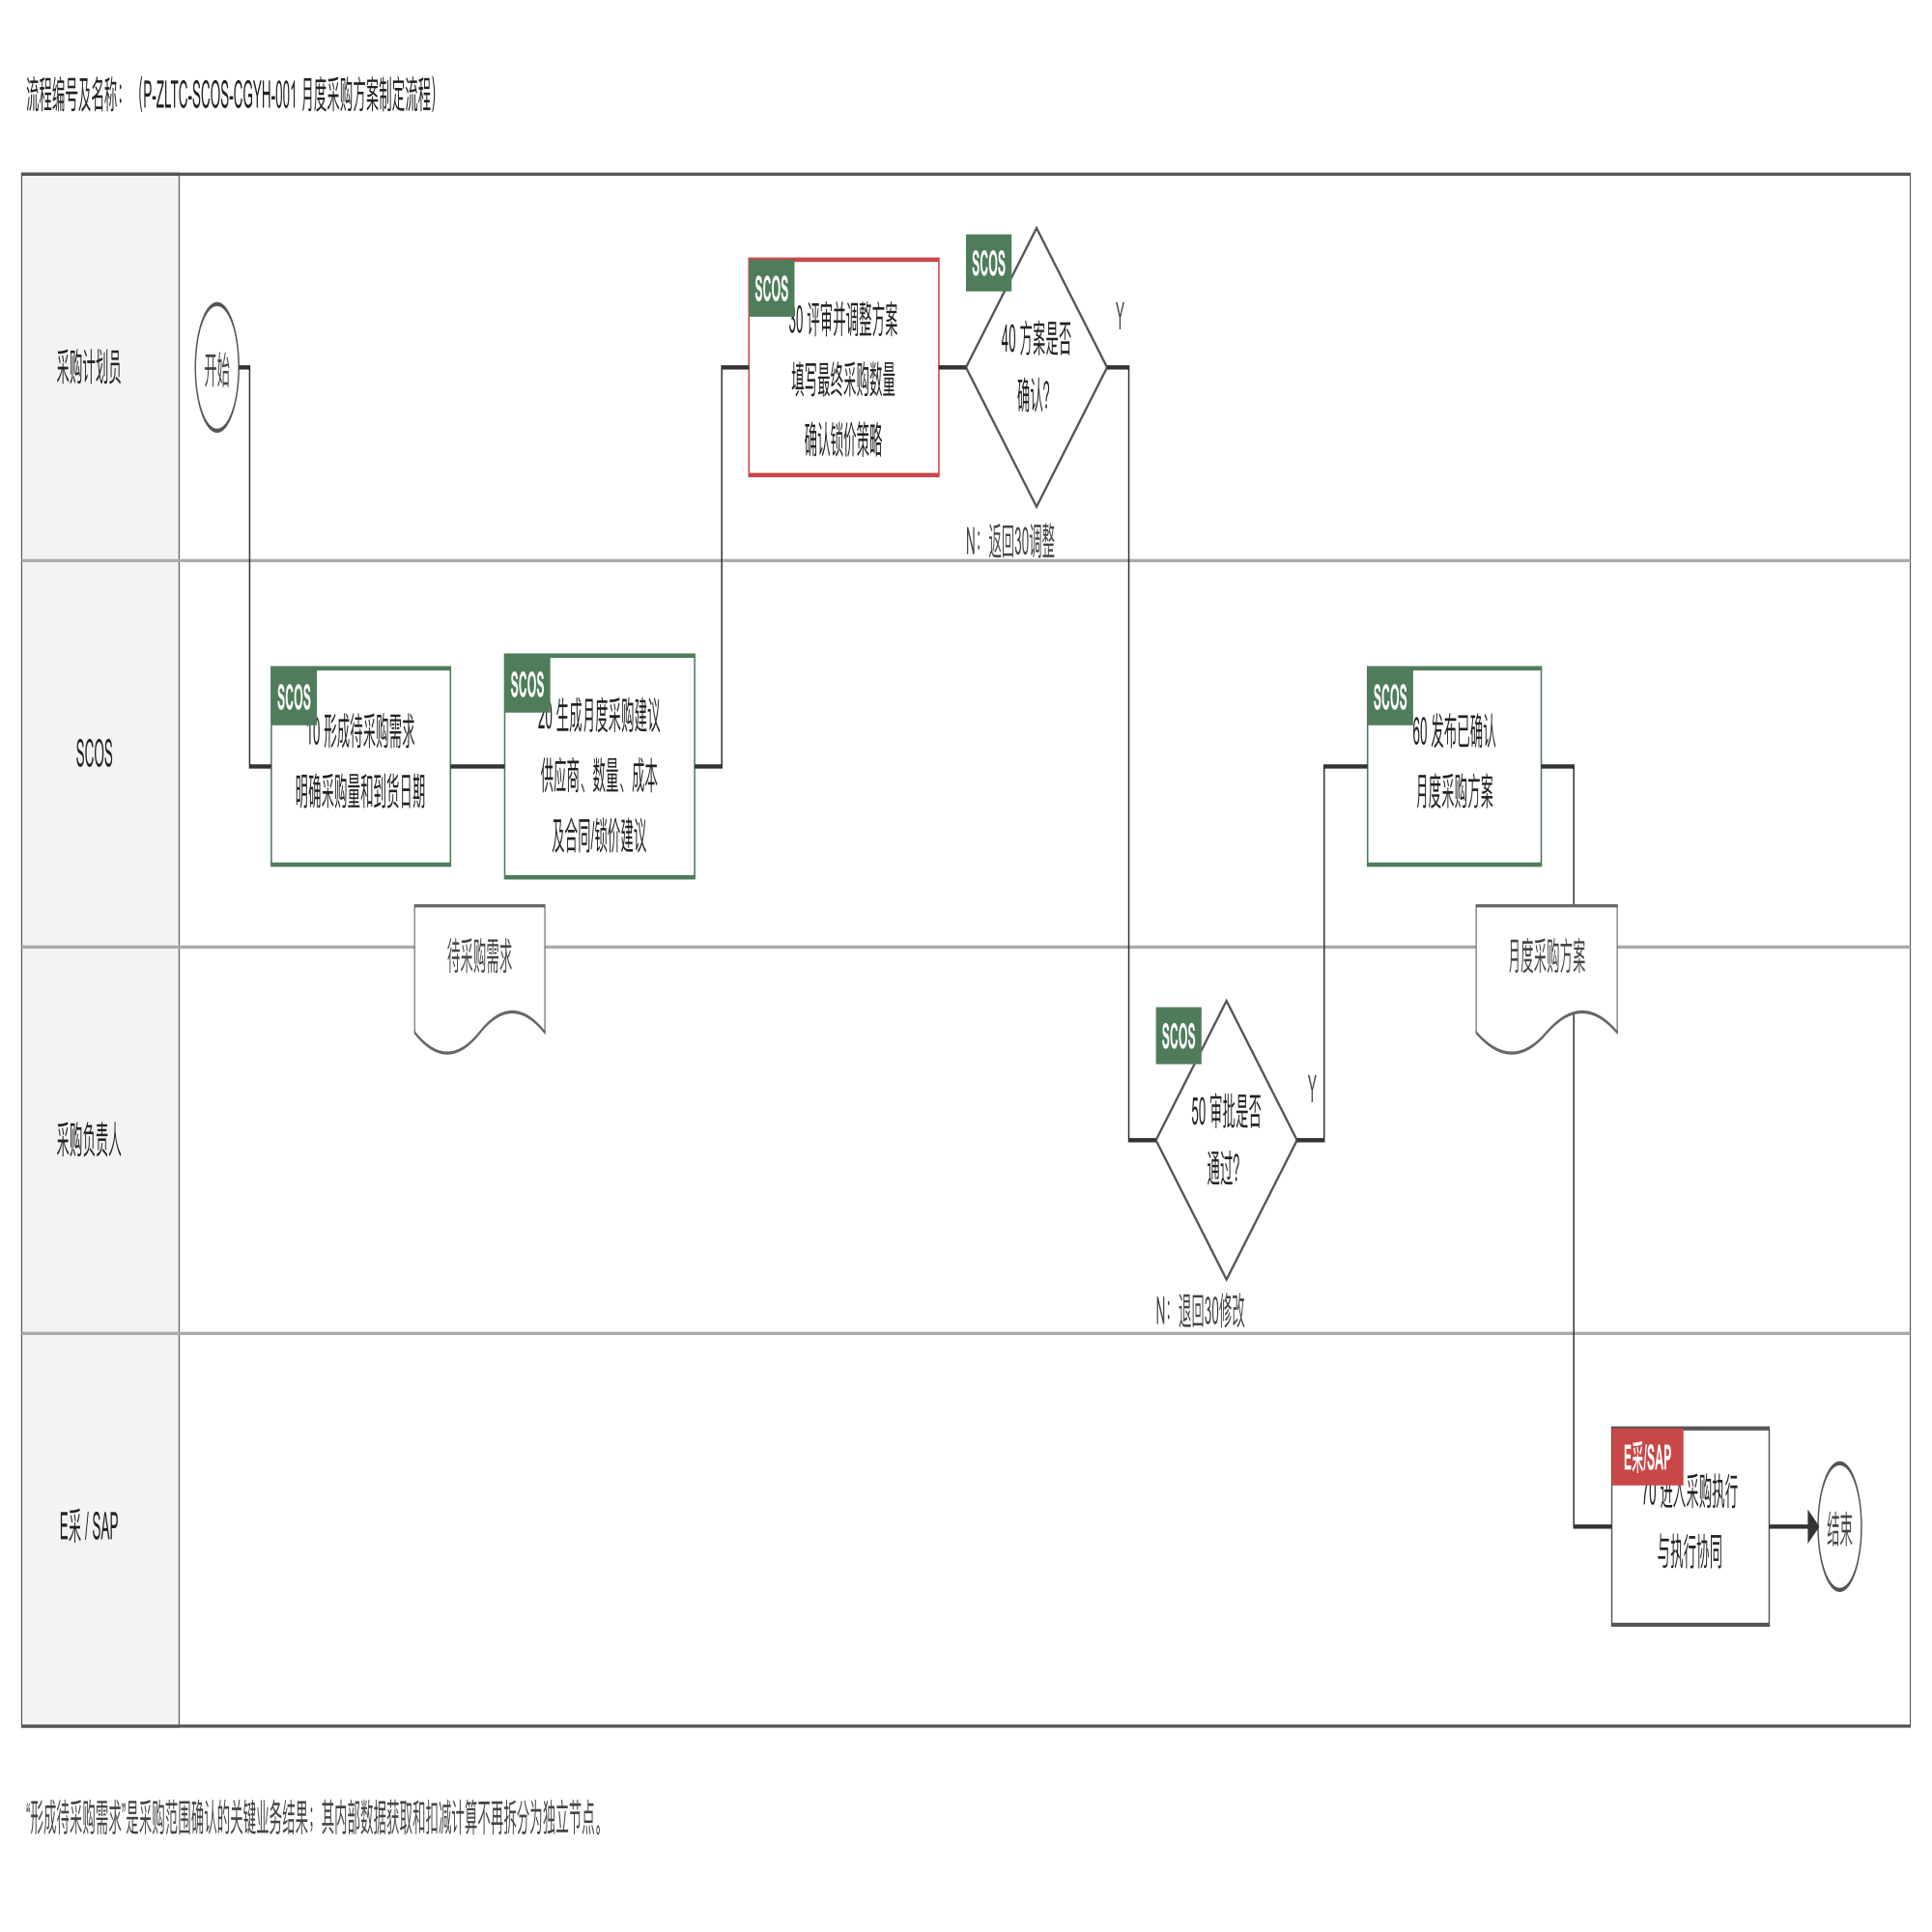 流程编号及名称：（P-ZLTC-SCOS-CGYH-001 月度采购方案制定流程）
采购计划员
开始
SCOS
30 评审并调整方案
填写最终采购数量
确认锁价策略
SCOS
40 方案是否
确认？
Y
N：返回30调整
SCOS
SCOS
10 形成待采购需求
明确采购量和到货日期
SCOS
20 生成月度采购建议
供应商、数量、成本
及合同/锁价建议
SCOS
60 发布已确认
月度采购方案
待采购需求
月度采购方案
采购负责人
SCOS
50 审批是否
通过？
Y
N：退回30修改
E采 / SAP
E采/SAP
70 进入采购执行
与执行协同
结束
“形成待采购需求”是采购范围确认的关键业务结果；其内部数据获取和扣减计算不再拆分为独立节点。